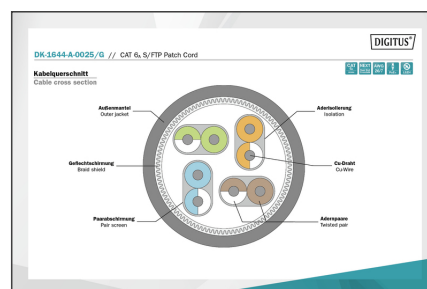 DIGITUS®
DK-1644-A-0025/G // CAT 6A S/FTP Patch Cord
Kabelquerschnitt
Cable cross section
Außenmantel
Outer jacket
Aderisolierung
Isolation
Geflechtschirmung
Braid shield
Cu-Draht
Cu-Wire
Paarabschirmung
Pair screen
Aderpaare
Twisted pair